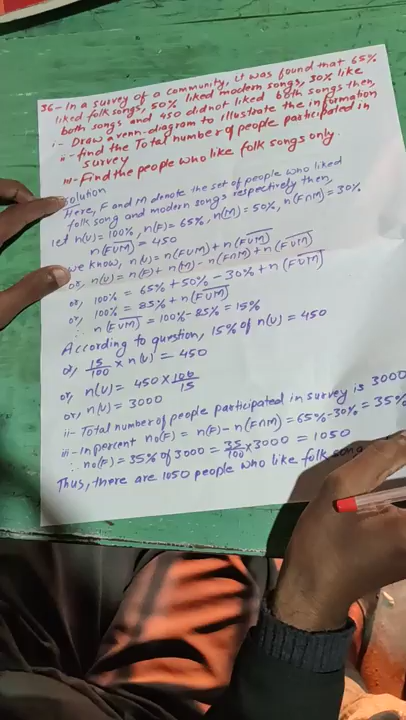 36- In a survey of a community, it was found that 65%
liked folk songs, 50% liked modern songs, 30% like
both songs and 450 didnot liked both songs then,
i- Draw a venn-diagram to illustrate the information
ii- find the Total number of people participated in
survey
iii- Find the people who like folk songs only.
Solution
Here, F and M denote the set of people who liked
folk song and modern songs respectively then,
let n(U) = 100%, n(F) = 65%, n(M) = 50%, n(F∩M) = 30%
n(F̅U̅M̅) = 450
We know, n(U) = n(FUM) + n(F̅U̅M̅)
or, n(U) = n(F) + n(M) - n(F∩M) + n(F̅U̅M̅)
or, 100% = 65% + 50% - 30% + n(F̅U̅M̅)
or, 100% = 85% + n(F̅U̅M̅)
∴ n(F̅U̅M̅) = 100% - 85% = 15%
According to question, 15% of n(U) = 450
or, 15/100 × n(U) = 450
or, n(U) = 450 × 100/15
or, n(U) = 3000
ii- Total number of people participated in survey is 3000
iii- In percent no(F) = n(F) - n(F∩M) = 65% - 30% = 35%
∴ no(F) = 35% of 3000 = 35/100 × 3000 = 1050
Thus, there are 1050 people who like folk